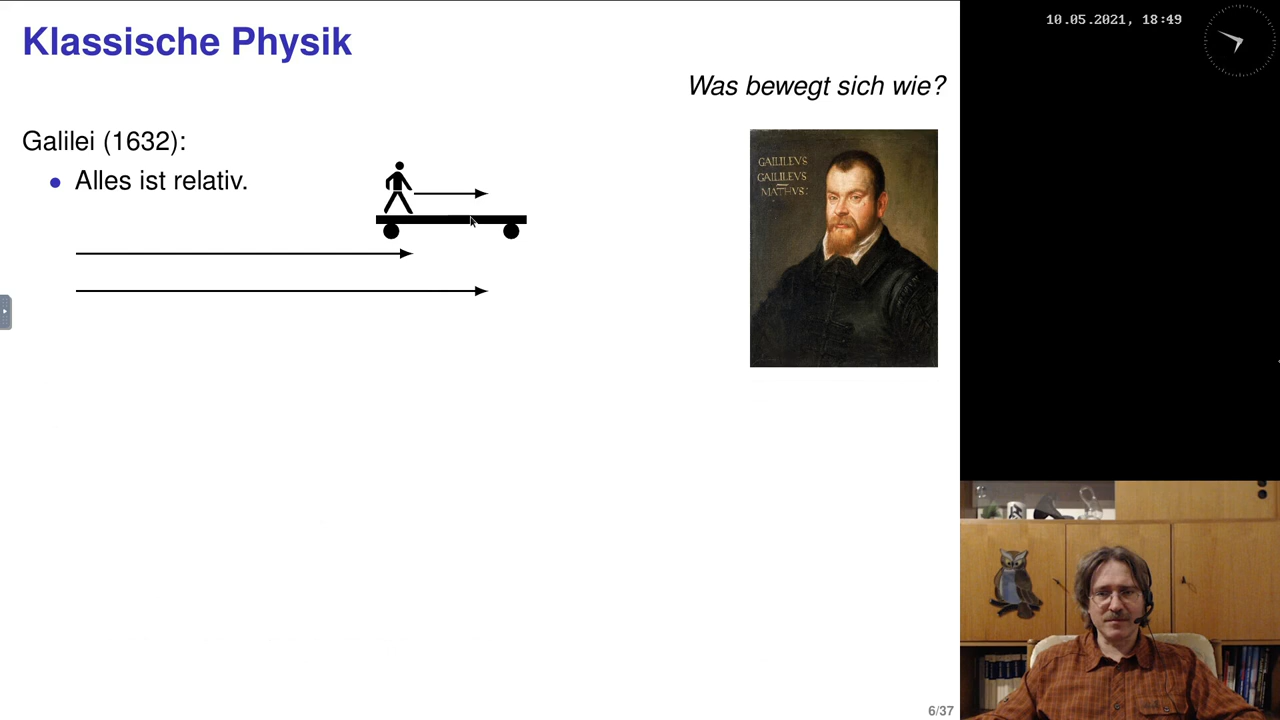 Klassische Physik
10.05.2021, 18:49
Was bewegt sich wie?
Galilei (1632):
• Alles ist relativ.
GAILILEVS
GALILEVS
MATHVS:
6/37